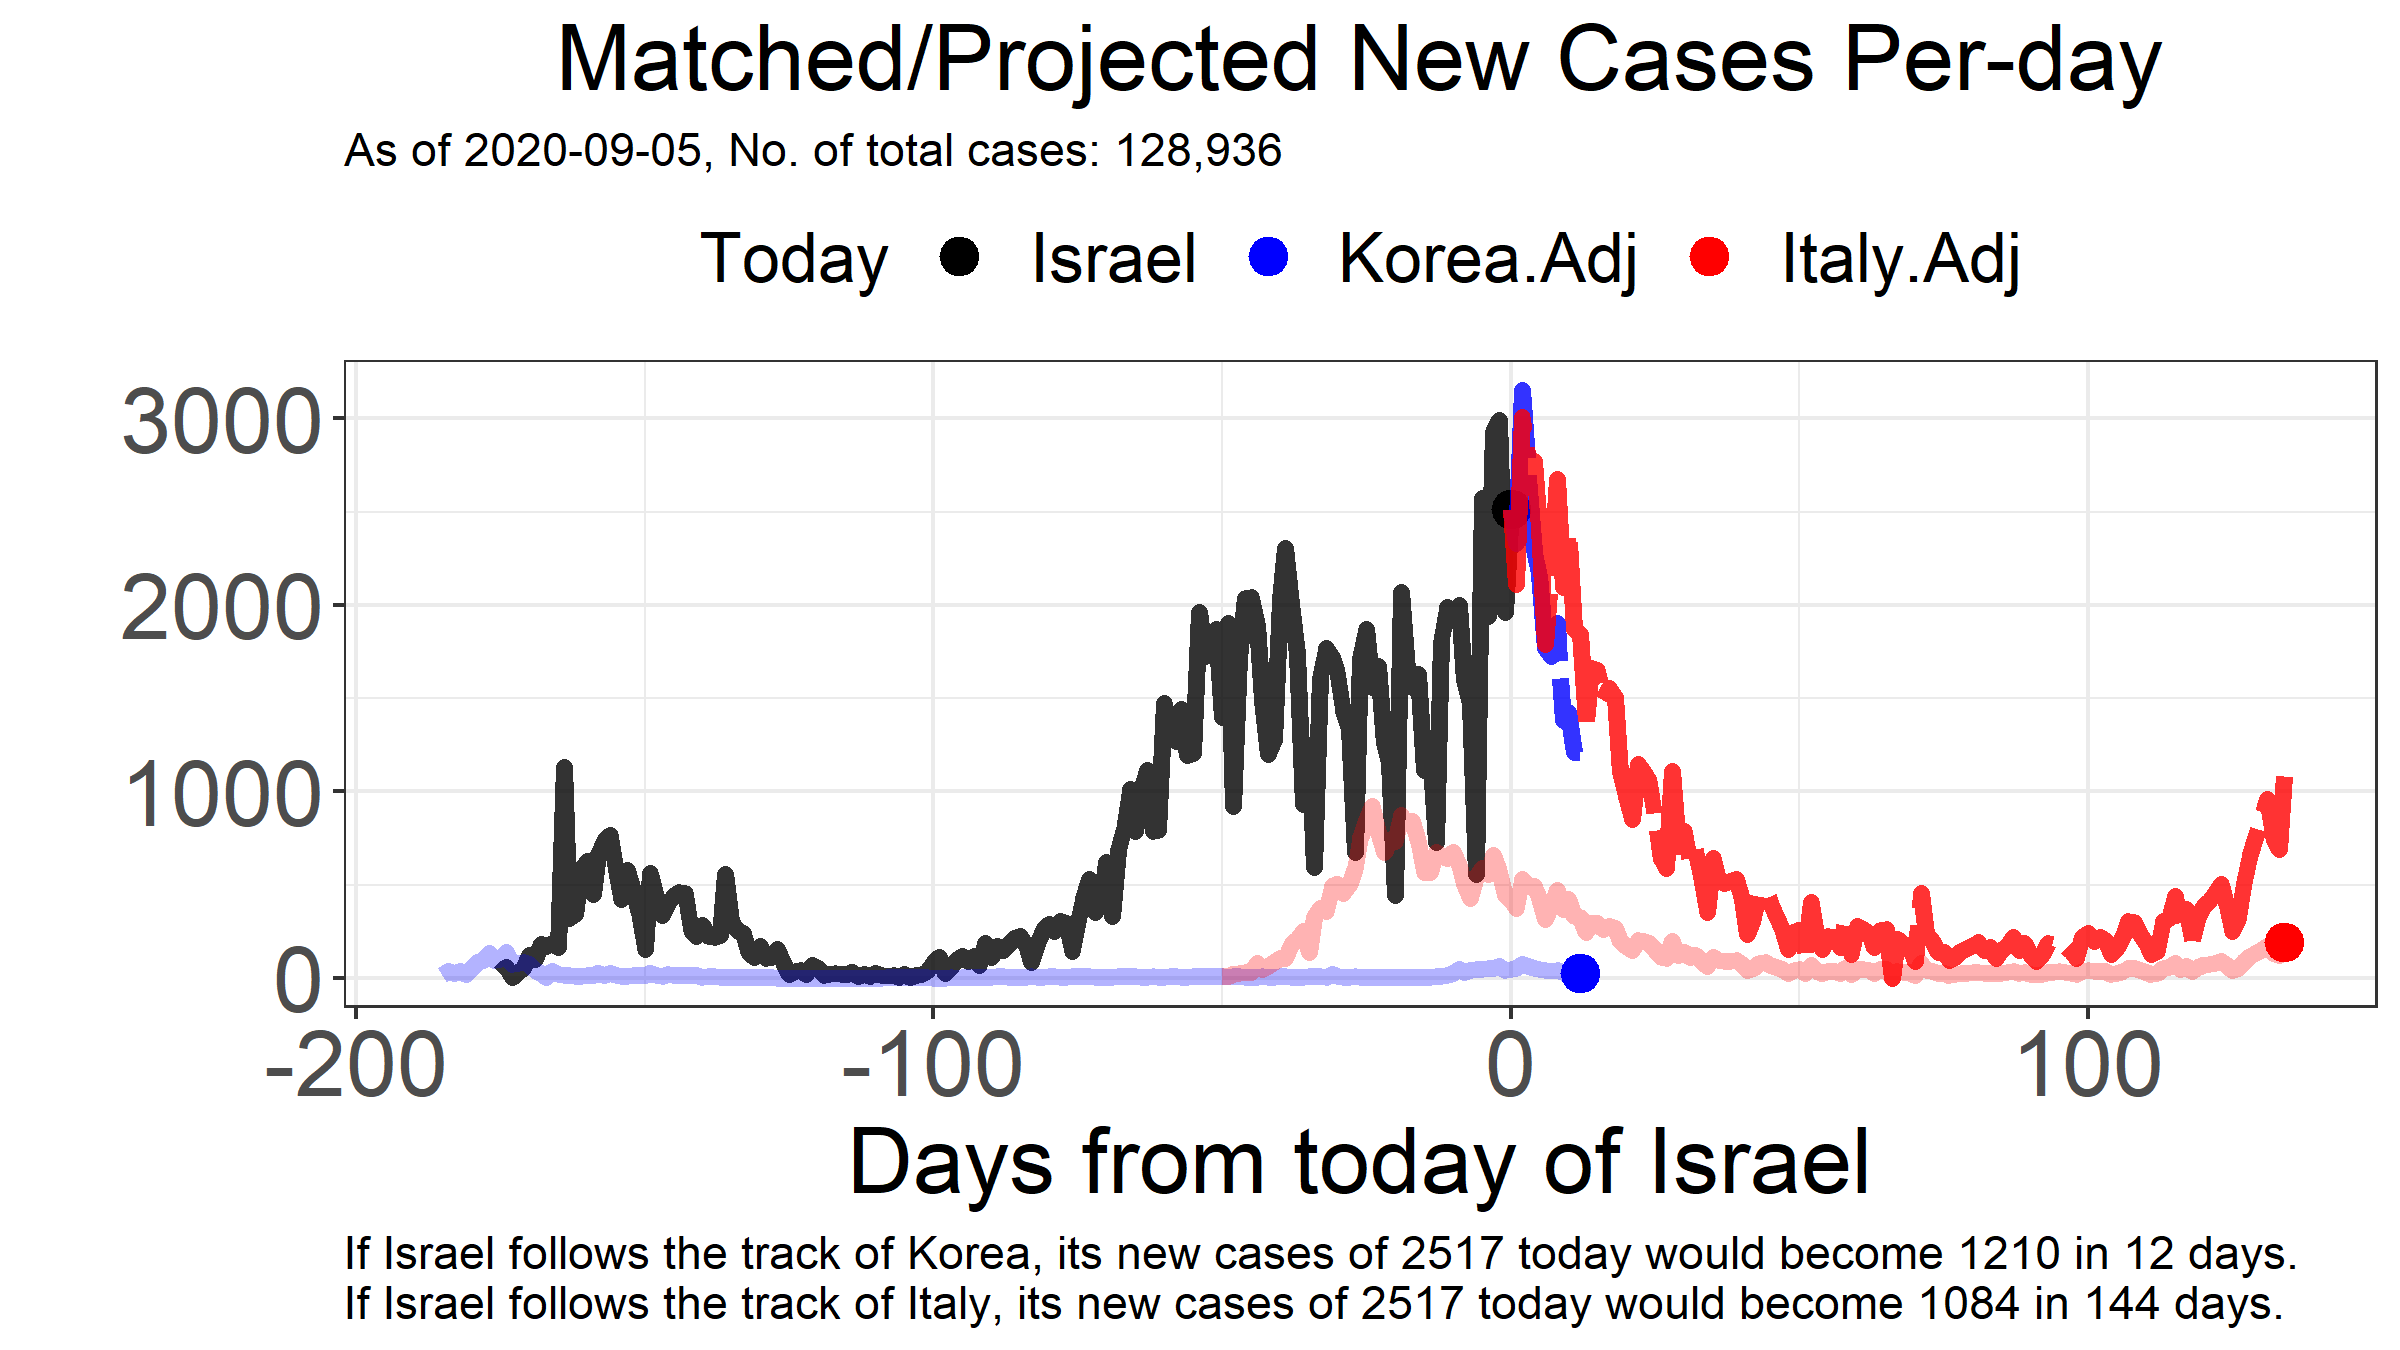 Matched/Projected New Cases Per-day
As of 2020-09-05, No. of total cases: 128,936
Today Israel Korea.Adj Italy.Adj
3000
2000
1000
0
-200 -100 0 100
Days from today of Israel
If Israel follows the track of Korea, its new cases of 2517 today would become 1210 in 12 days.
If Israel follows the track of Italy, its new cases of 2517 today would become 1084 in 144 days.